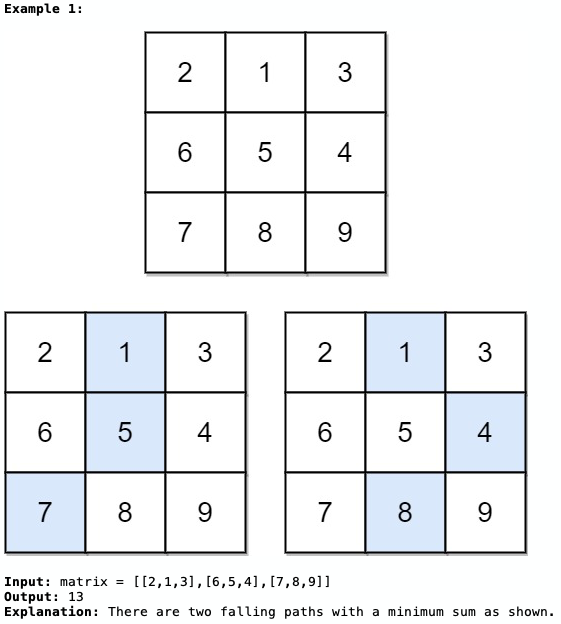 Example 1:
2 1 3
6 5 4
7 8 9
2 1 3
6 5 4
7 8 9
2 1 3
6 5 4
7 8 9
Input: matrix = [[2,1,3],[6,5,4],[7,8,9]]
Output: 13
Explanation: There are two falling paths with a minimum sum as shown.